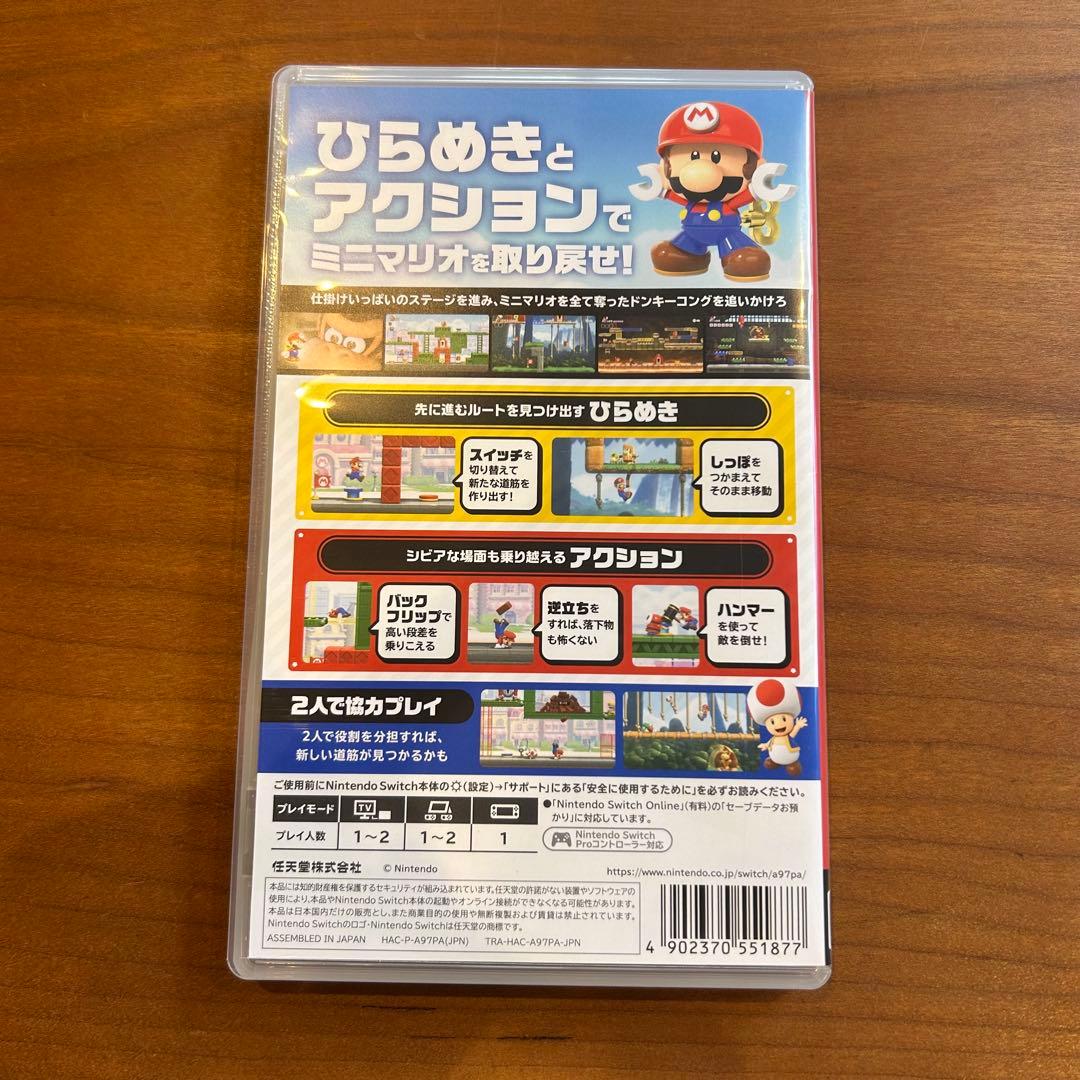 ひらめきと
アクションで
ミニマリオを取り戻せ!
仕掛けいっぱいのステージを進み、ミニマリオを全て奪ったドンキーコングを追いかけろ
先に進むルートを見つけ出す ひらめき
スイッチを
切り替えて
新たな道筋を
作り出す!
しっぽを
つかまえて
そのまま移動
シビアな場面も乗り越える アクション
バック
フリップで
高い段差を
乗りこえる
逆立ちを
すれば、落下物
も怖くない
ハンマー
を使って
敵を倒せ!
2人で協力プレイ
2人で役割を分担すれば、
新しい道筋が見つかるかも
ご使用前にNintendo Switch本体の(設定)→「サポート」にある「安全に使用するために」を必ずお読みください。
プレイモード TV
プレイ人数 1~2 1~2 1
●「Nintendo Switch Online」(有料)の「セーブデータお預
かり」に対応しています。
Nintendo Switch
Proコントローラー対応
任天堂株式会社 © Nintendo
https://www.nintendo.co.jp/switch/a97pa/
本品には知的財産権を保護するセキュリティが組み込まれています。任天堂の許諾がない装置やソフトウェアの
使用により、本品やNintendo Switch本体の起動やオンライン接続ができなくなる可能性があります。
本品は日本国内だけの販売とし、また商業目的の使用や無断複製および賃貸は禁止されています。
Nintendo Switchのロゴ・Nintendo Switchは任天堂の商標です。
ASSEMBLED IN JAPAN HAC-P-A97PA(JPN) TRA-HAC-A97PA-JPN
4 902370 551877